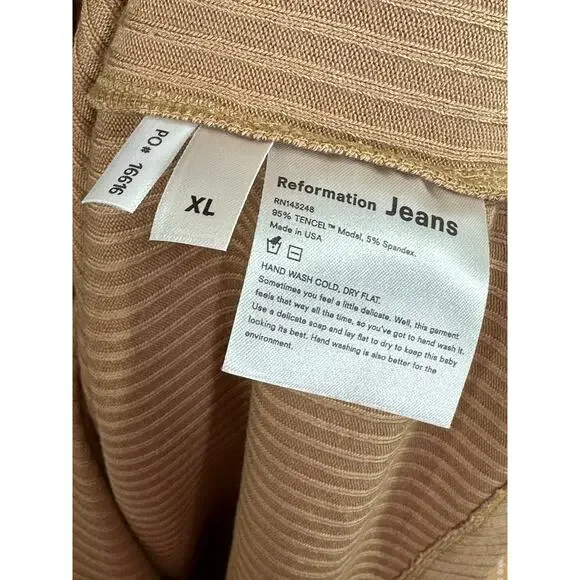 PO # 16616
XL
Reformation Jeans
RN143248
95% TENCEL™ Modal, 5% Spandex.
Made in USA
HAND WASH COLD, DRY FLAT.
Sometimes you feel a little delicate. Well, this garment
feels that way all the time, so you've got to hand wash it.
Use a delicate soap and lay flat to dry to keep this baby
looking its best. Hand washing is also better for the
environment.